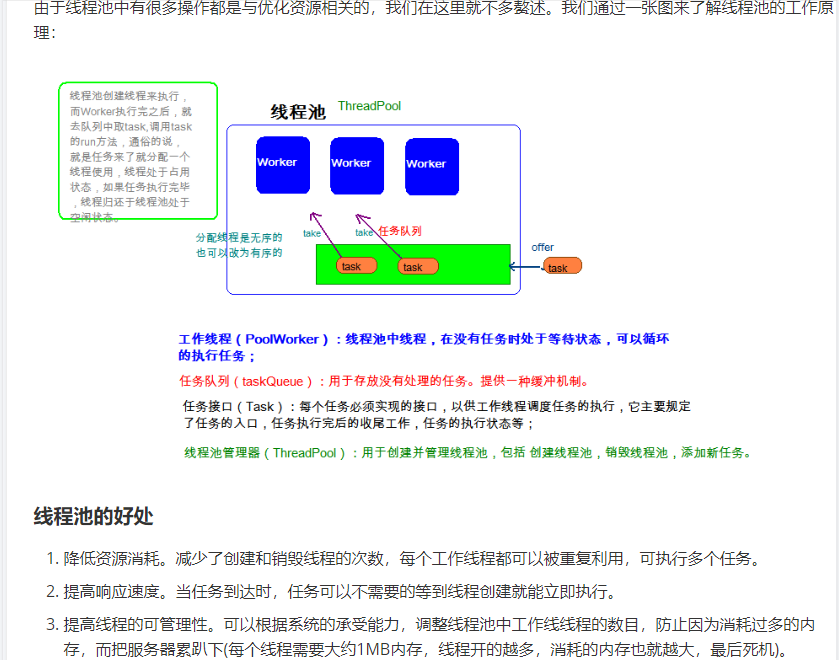 由于线程池中有很多操作都是与优化资源相关的，我们在这里就不多赘述。我们通过一张图来了解线程池的工作原
理：
线程池创建线程来执行，
而Worker执行完之后，就
去队列中取task,调用task
的run方法，通俗的说，
就是任务来了就分配一个
线程使用，线程处于占用
状态，如果任务执行完毕
，线程归还于线程池处于
空闲状态。
线程池 ThreadPool
Worker Worker Worker
分配线程是无序的
也可以改为有序的
take take 任务队列
offer
task task task
工作线程（PoolWorker）：线程池中线程，在没有任务时处于等待状态，可以循环
的执行任务；
任务队列（taskQueue）：用于存放没有处理的任务。提供一种缓冲机制。
任务接口（Task）：每个任务必须实现的接口，以供工作线程调度任务的执行，它主要规定
了任务的入口，任务执行完后的收尾工作，任务的执行状态等；
线程池管理器（ThreadPool）：用于创建并管理线程池，包括 创建线程池，销毁线程池，添加新任务。
线程池的好处
1. 降低资源消耗。减少了创建和销毁线程的次数，每个工作线程都可以被重复利用，可执行多个任务。
2. 提高响应速度。当任务到达时，任务可以不需要的等到线程创建就能立即执行。
3. 提高线程的可管理性。可以根据系统的承受能力，调整线程池中工作线线程的数目，防止因为消耗过多的内
存，而把服务器累趴下(每个线程需要大约1MB内存，线程开的越多，消耗的内存也就越大，最后死机)。